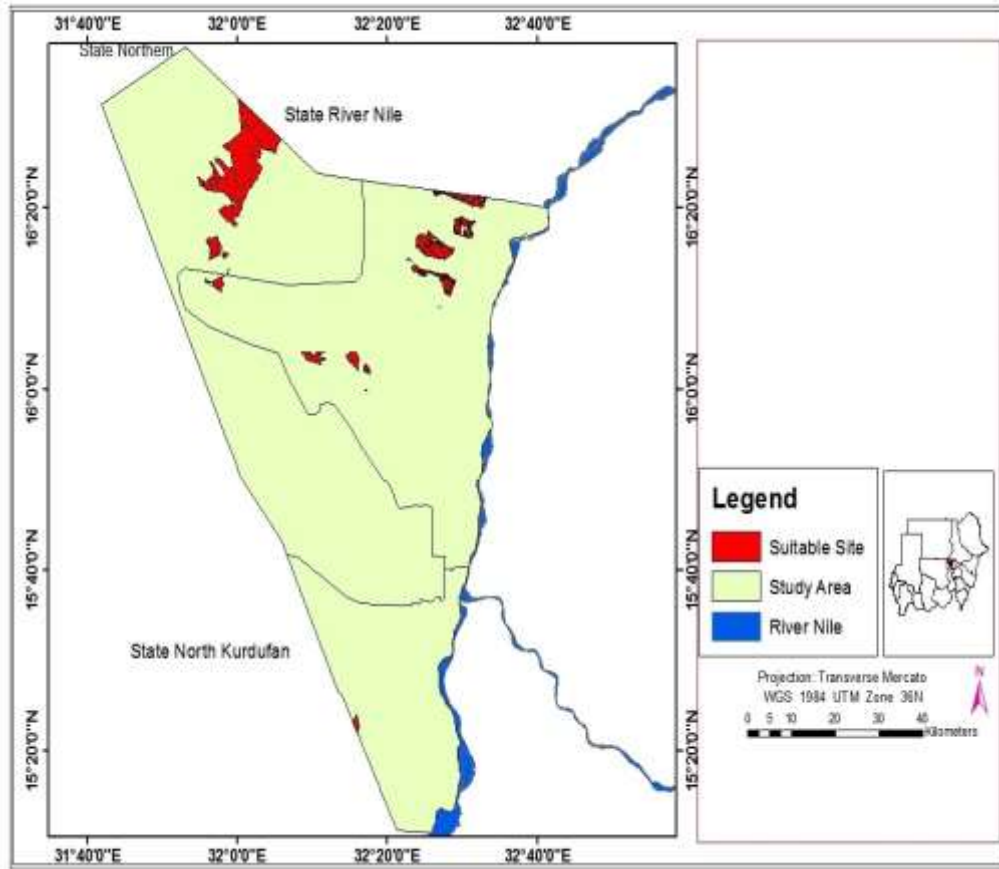 31°40'0"E 32°0'0"E 32°20'0"E 32°40'0"E
State Northern
State River Nile
16°20'0"N 16°20'0"N
16°0'0"N 16°0'0"N
15°40'0"N 15°40'0"N
State North Kurdufan
15°20'0"N 15°20'0"N
31°40'0"E 32°0'0"E 32°20'0"E 32°40'0"E
Legend
Suitable Site
Study Area
River Nile
Projection: Transverse Mercato
WGS 1984 UTM Zone 36N
N
0 5 10 20 30 40
Kilometers